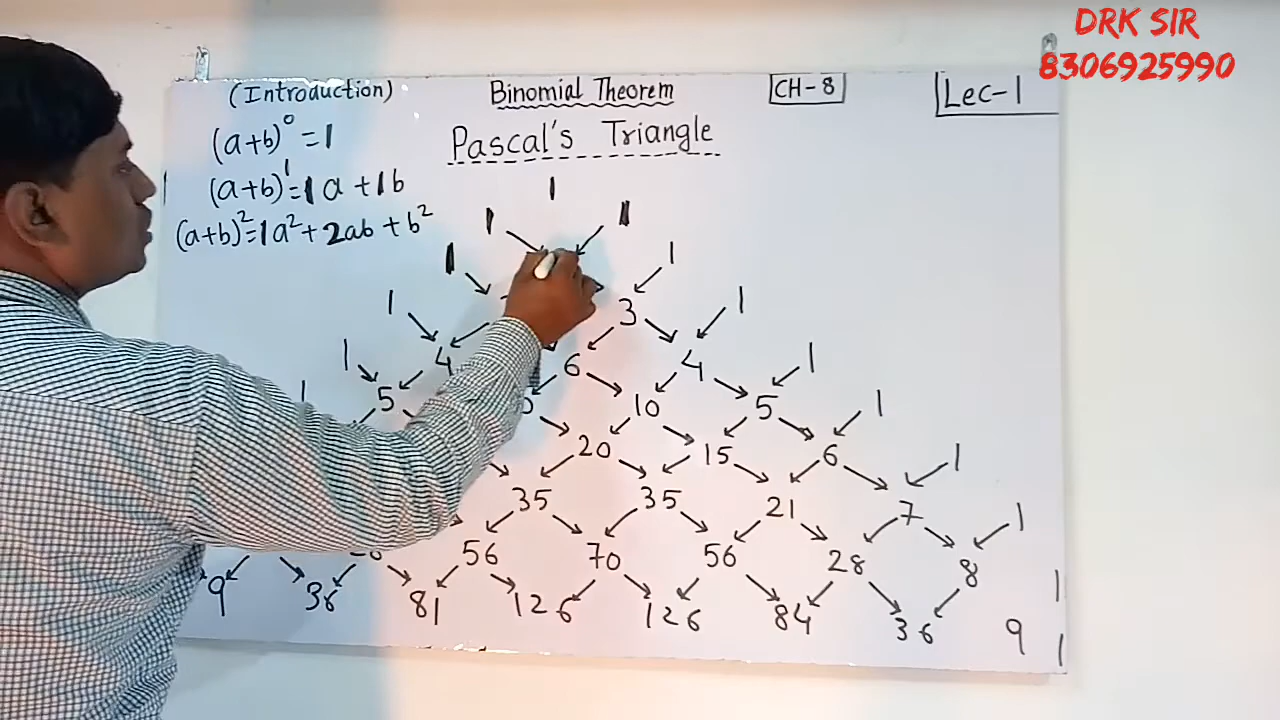 DRK SIR
8306925990
(Introduction) Binomial Theorem CH-8 Lec-1
Pascal's Triangle
(a+b)⁰=1
(a+b)¹=1a+1b
(a+b)²=1a²+2ab+b²
1
1 1
1 1
1 3 1
1 4 6 4 1
1 5 10 5 1
20 15 6 1
35 35 21 7 1
56 70 56 28 8 1
9 36 81 126 126 84 36 9 1